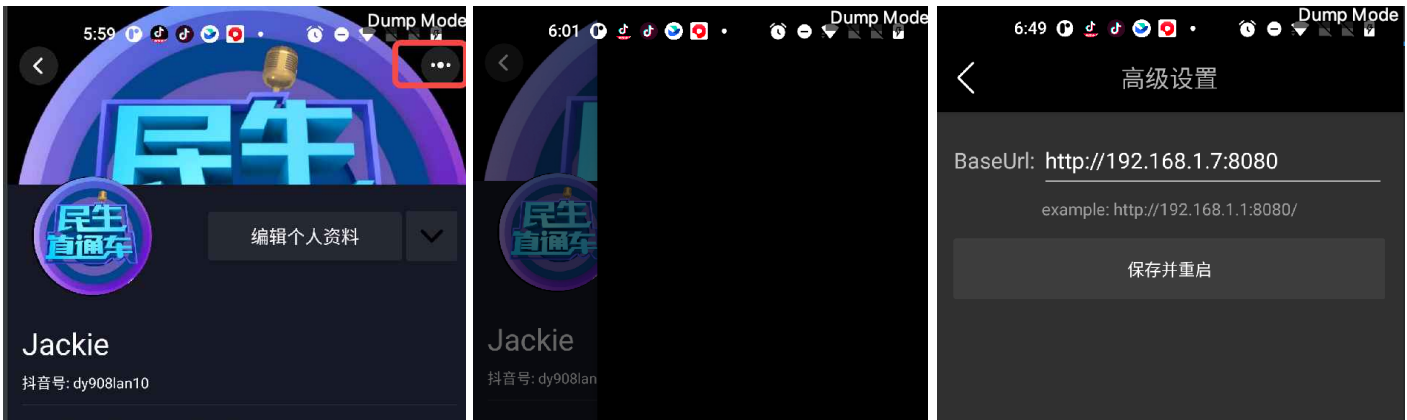 5:59
Dump Mode
民生
民生
直通车
编辑个人资料
Jackie
抖音号: dy908lan10
6:01
Dump Mode
民生
直通车
Jackie
抖音号: dy908lan
6:49
Dump Mode
高级设置
BaseUrl: http://192.168.1.7:8080
example: http://192.168.1.1:8080/
保存并重启